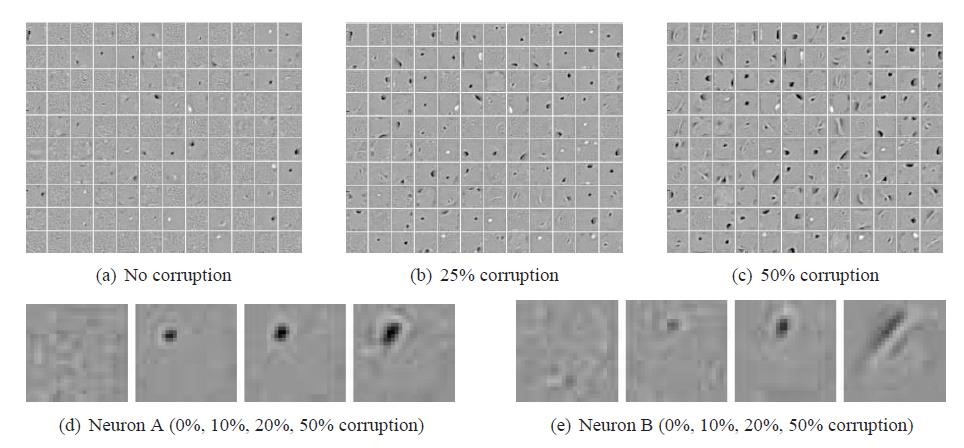 (a) No corruption
(b) 25% corruption
(c) 50% corruption
(d) Neuron A (0%, 10%, 20%, 50% corruption)
(e) Neuron B (0%, 10%, 20%, 50% corruption)